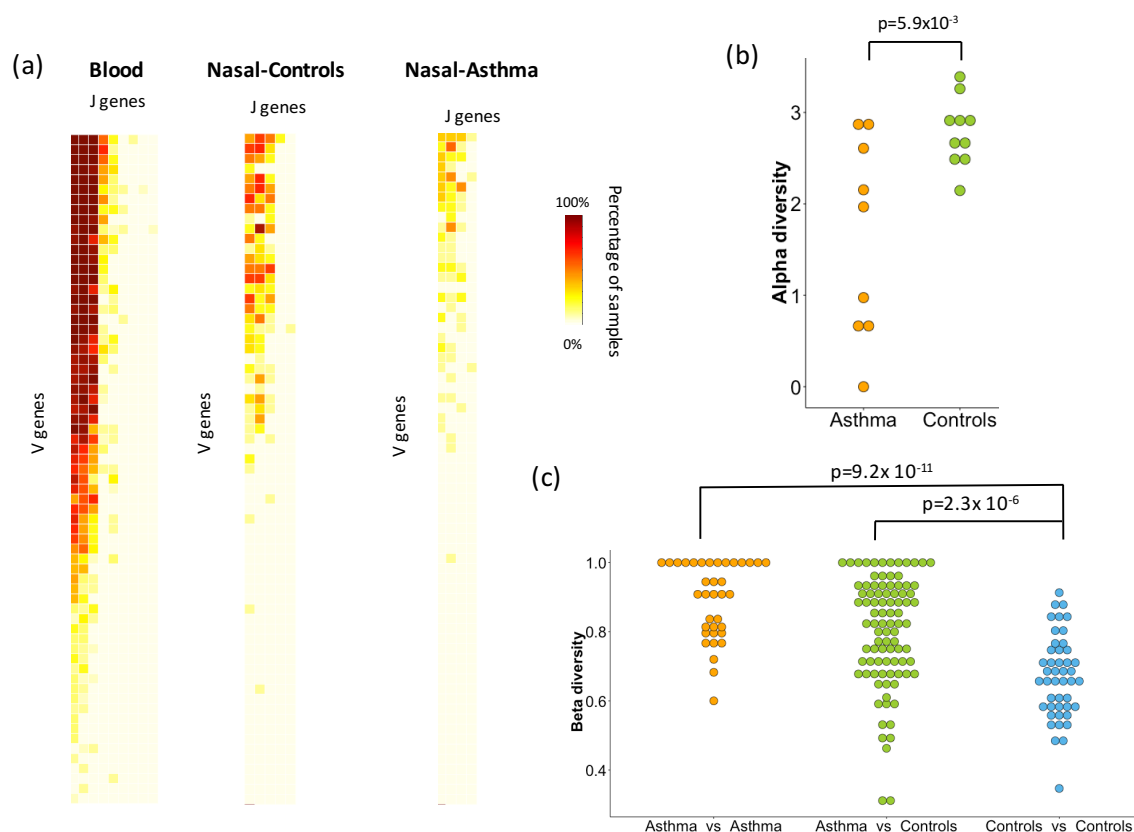 (a)
Blood
J genes
V genes
Nasal-Controls
J genes
V genes
Nasal-Asthma
J genes
V genes
100%
0%
Percentage of samples
(b)
p=5.9x10⁻³
Alpha diversity
3
2
1
0
Asthma
Controls
(c)
p=9.2x 10⁻¹¹
p=2.3x 10⁻⁶
Beta diversity
1.0
0.8
0.6
0.4
Asthma vs Asthma
Asthma vs Controls
Controls vs Controls